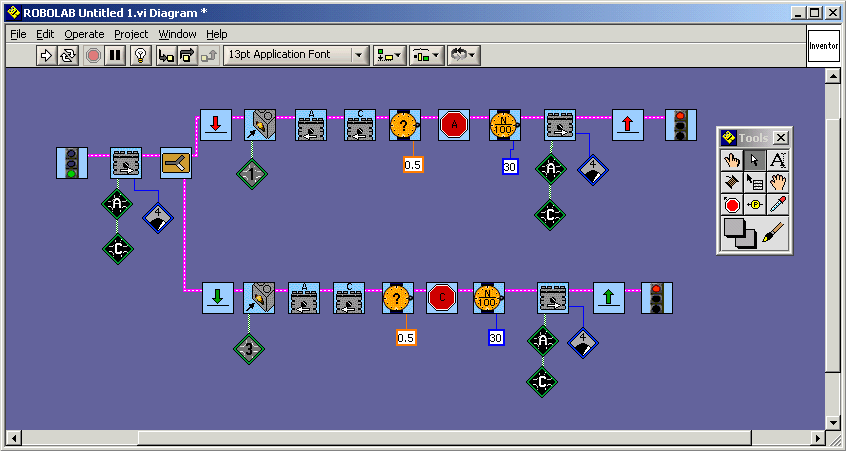 ROBOLAB Untitled 1.vi Diagram *
File Edit Operate Project Window Help
13pt Application Font
Inventor
A C ? A N/100
1
0.5
30
A
4
C
Tools
A
4
C
A C ? C N/100
3
0.5
30
A
4
C